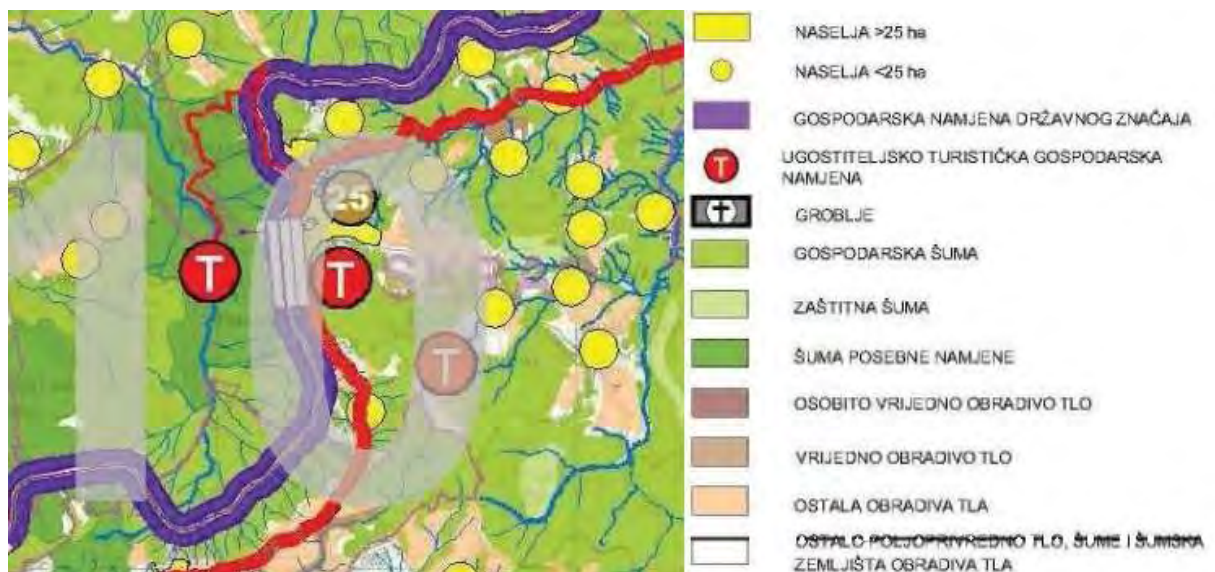 10
25
T
T
T
NASELJA >25 ha
NASELJA <25 ha
GOSPODARSKA NAMJENA DRŽAVNOG ZNAČAJA
T
UGOSTITELJSKO TURISTIČKA GOSPODARSKA
NAMJENA
GROBLJE
GOSPODARSKA ŠUMA
ZAŠTITNA ŠUMA
ŠUMA POSEBNE NAMJENE
OSOBITO VRIJEDNO OBRADIVO TLO
VRIJEDNO OBRADIVO TLO
OSTALA OBRADIVA TLA
OSTALO POLJOPRIVREDNO TLO, ŠUME I ŠUMSKA
ZEMLJIŠTA OBRADIVA TLA